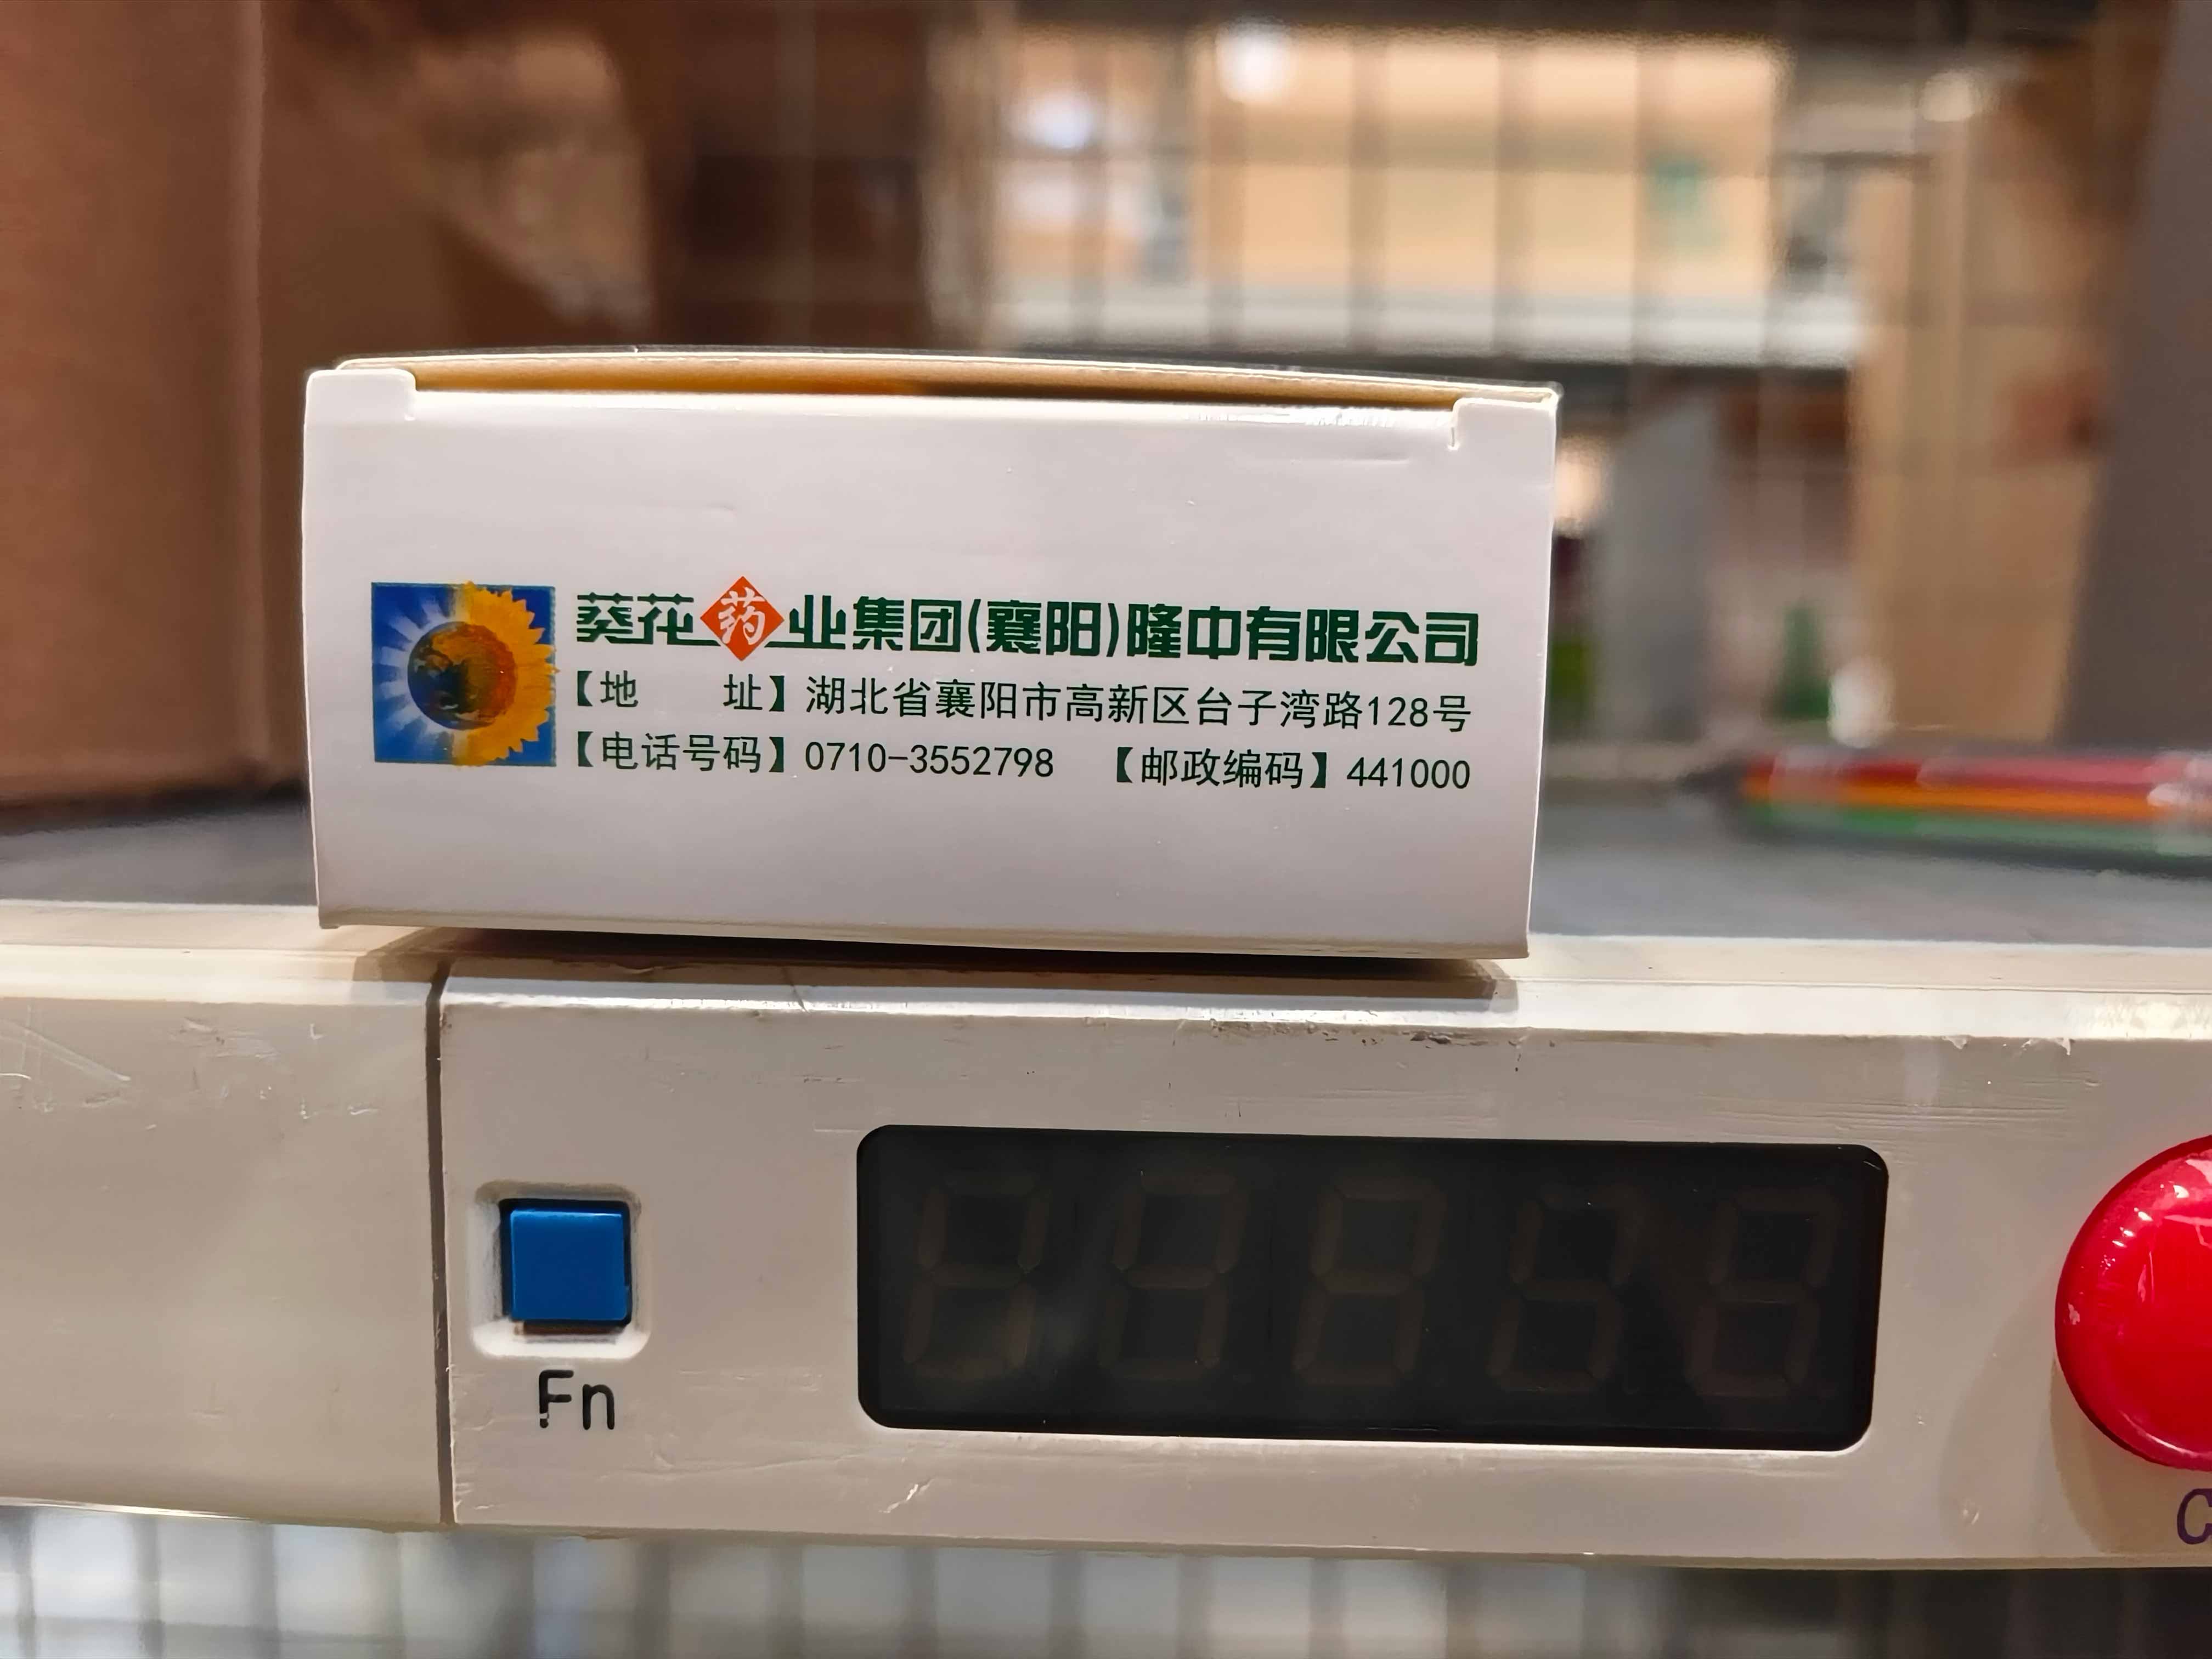 葵花药业集团(襄阳)隆中有限公司
【地　　址】湖北省襄阳市高新区台子湾路128号
【电话号码】0710-3552798　【邮政编码】441000
Fn
C